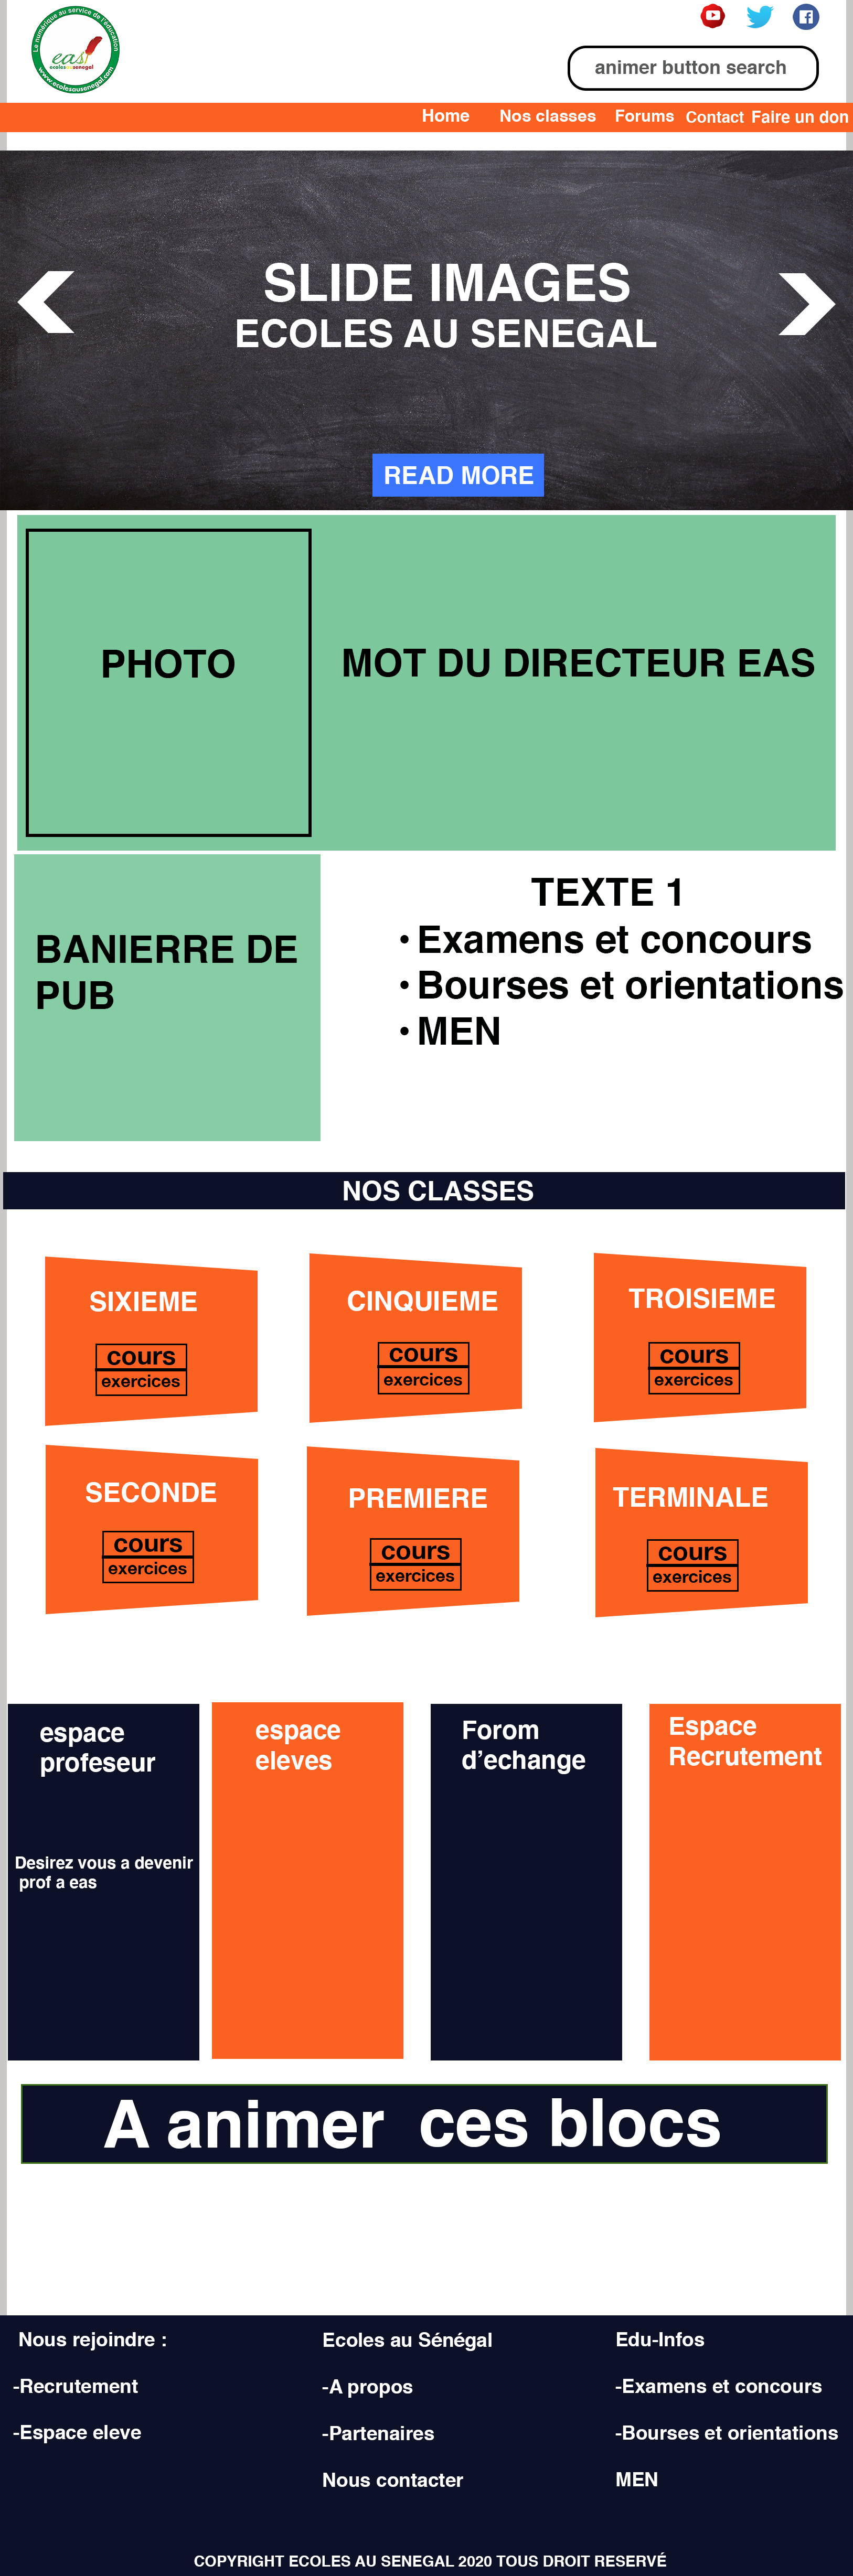 Le numérique au service de l'éducation
eas
ecolesausenegal
www.ecolesausenegal.com
animer button search
Home Nos classes Forums Contact Faire un don
SLIDE IMAGES
ECOLES AU SENEGAL
READ MORE
PHOTO
MOT DU DIRECTEUR EAS
BANIERRE DE
PUB
TEXTE 1
• Examens et concours
• Bourses et orientations
• MEN
NOS CLASSES
SIXIEME
cours
exercices
CINQUIEME
cours
exercices
TROISIEME
cours
exercices
SECONDE
cours
exercices
PREMIERE
cours
exercices
TERMINALE
cours
exercices
espace
profeseur
Desirez vous a devenir
prof a eas
espace
eleves
Forom
d’echange
Espace
Recrutement
A animer ces blocs
Nous rejoindre :
-Recrutement
-Espace eleve
Ecoles au Sénégal
-A propos
-Partenaires
Nous contacter
Edu-Infos
-Examens et concours
-Bourses et orientations
MEN
COPYRIGHT ECOLES AU SENEGAL 2020 TOUS DROIT RESERVÉ